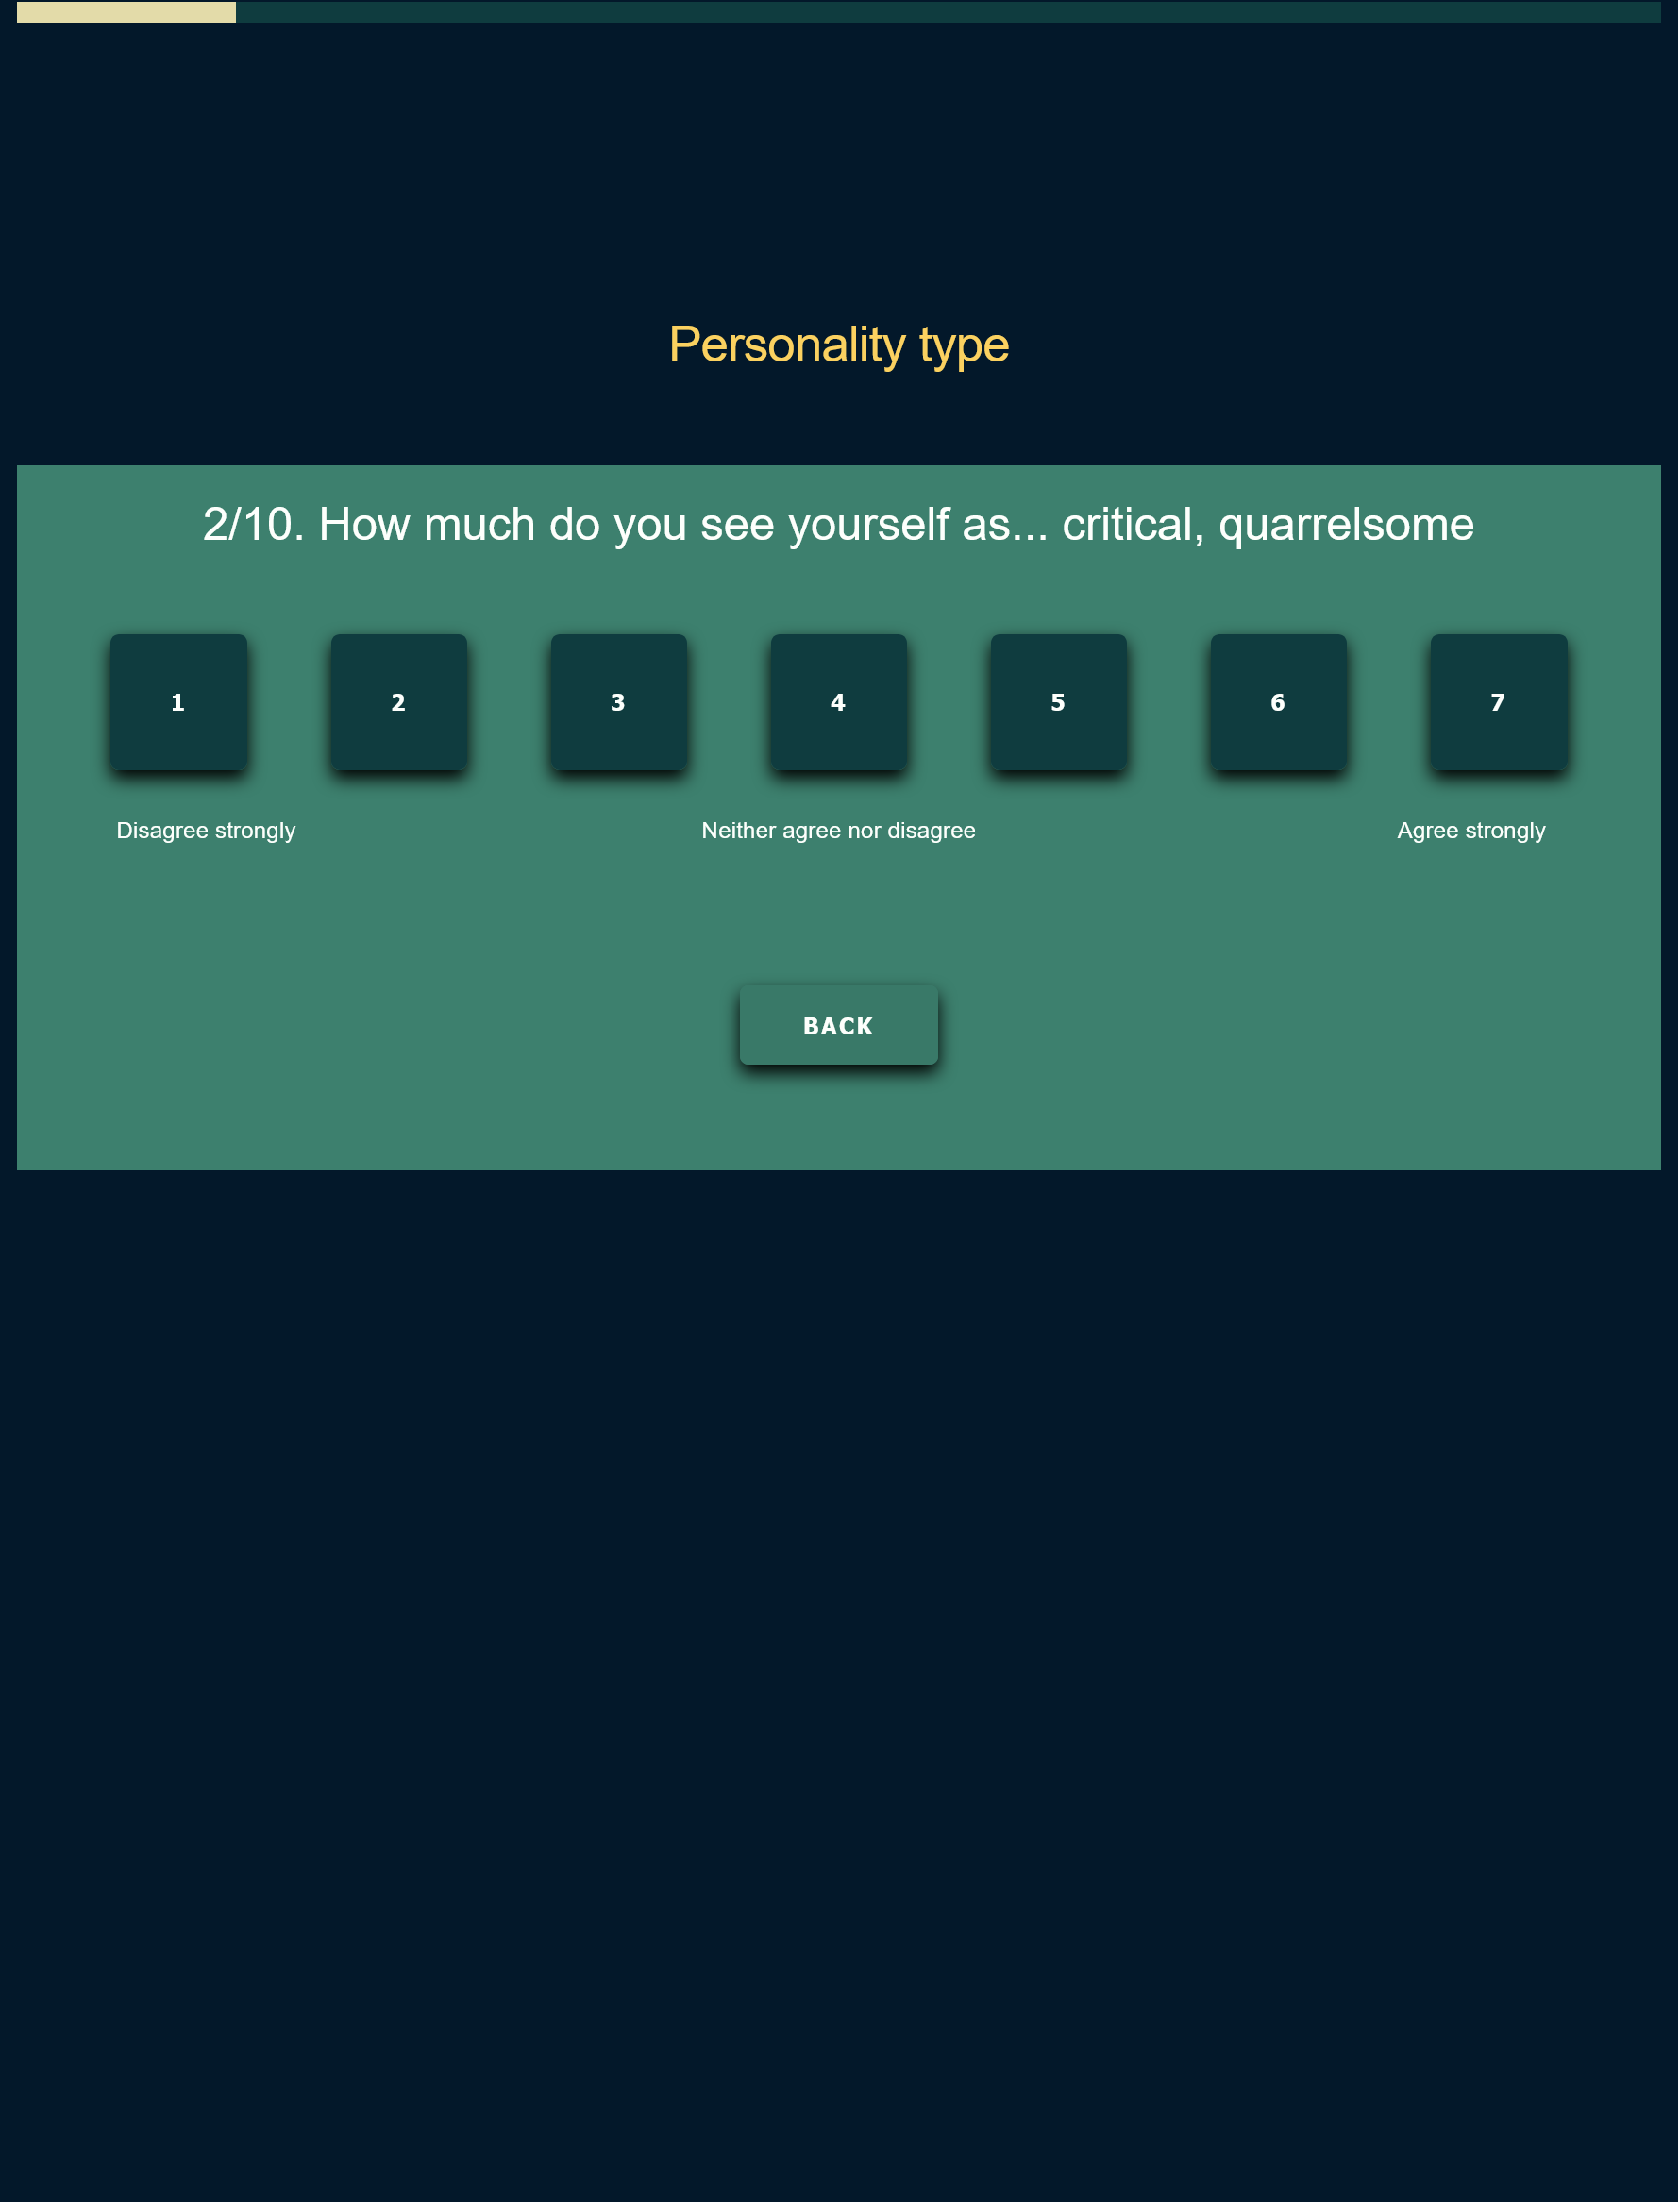 Personality type
2/10. How much do you see yourself as... critical, quarrelsome
1 2 3 4 5 6 7
Disagree strongly Neither agree nor disagree Agree strongly
BACK